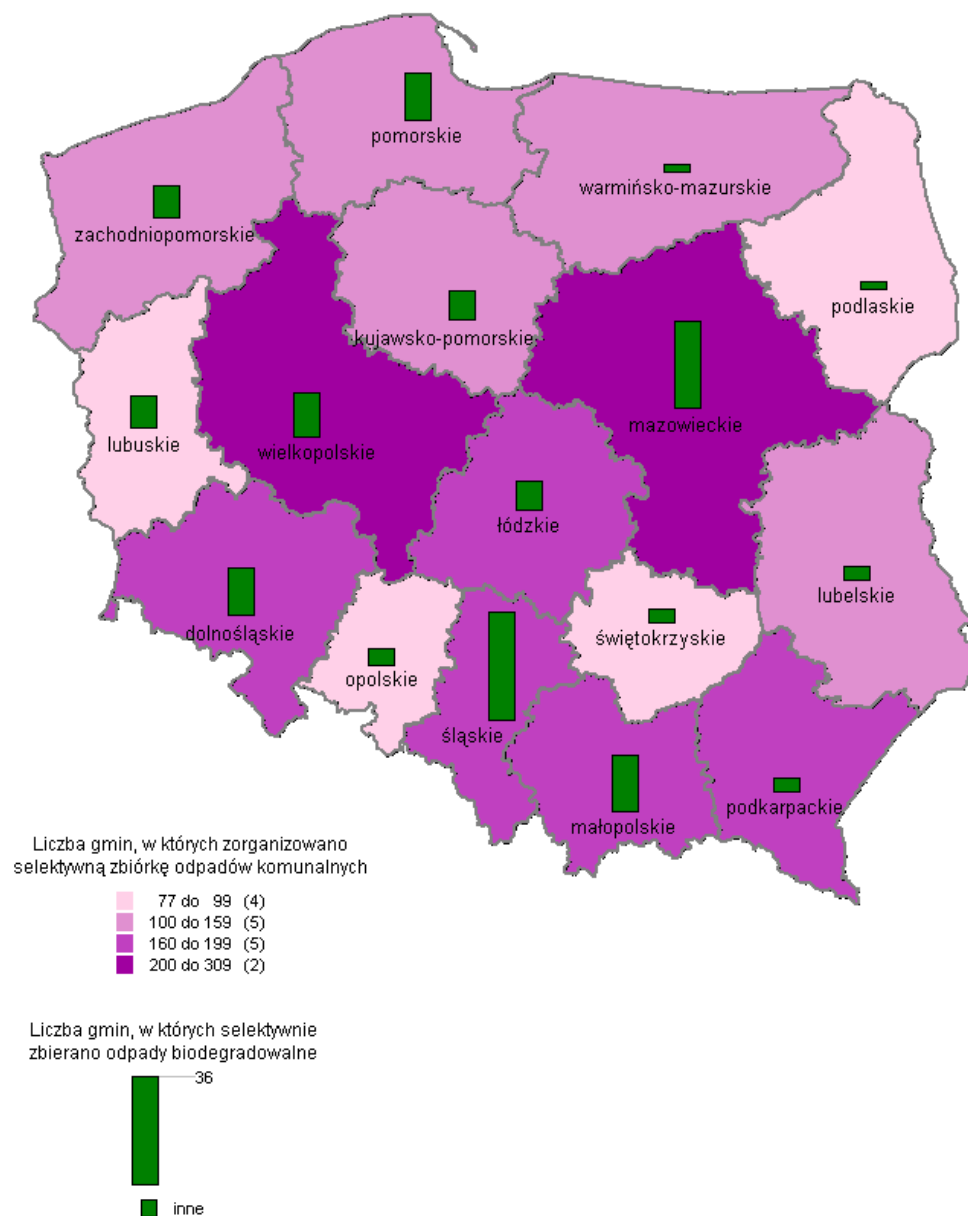 pomorskie
warmińsko-mazurskie
zachodniopomorskie
podlaskie
kujawsko-pomorskie
mazowieckie
lubuskie
wielkopolskie
łódzkie
lubelskie
dolnośląskie
świętokrzyskie
opolskie
śląskie
podkarpackie
małopolskie
Liczba gmin, w których zorganizowano
selektywną zbiórkę odpadów komunalnych
77 do 99 (4)
100 do 159 (5)
160 do 199 (5)
200 do 309 (2)
Liczba gmin, w których selektywnie
zbierano odpady biodegradowalne
36
inne